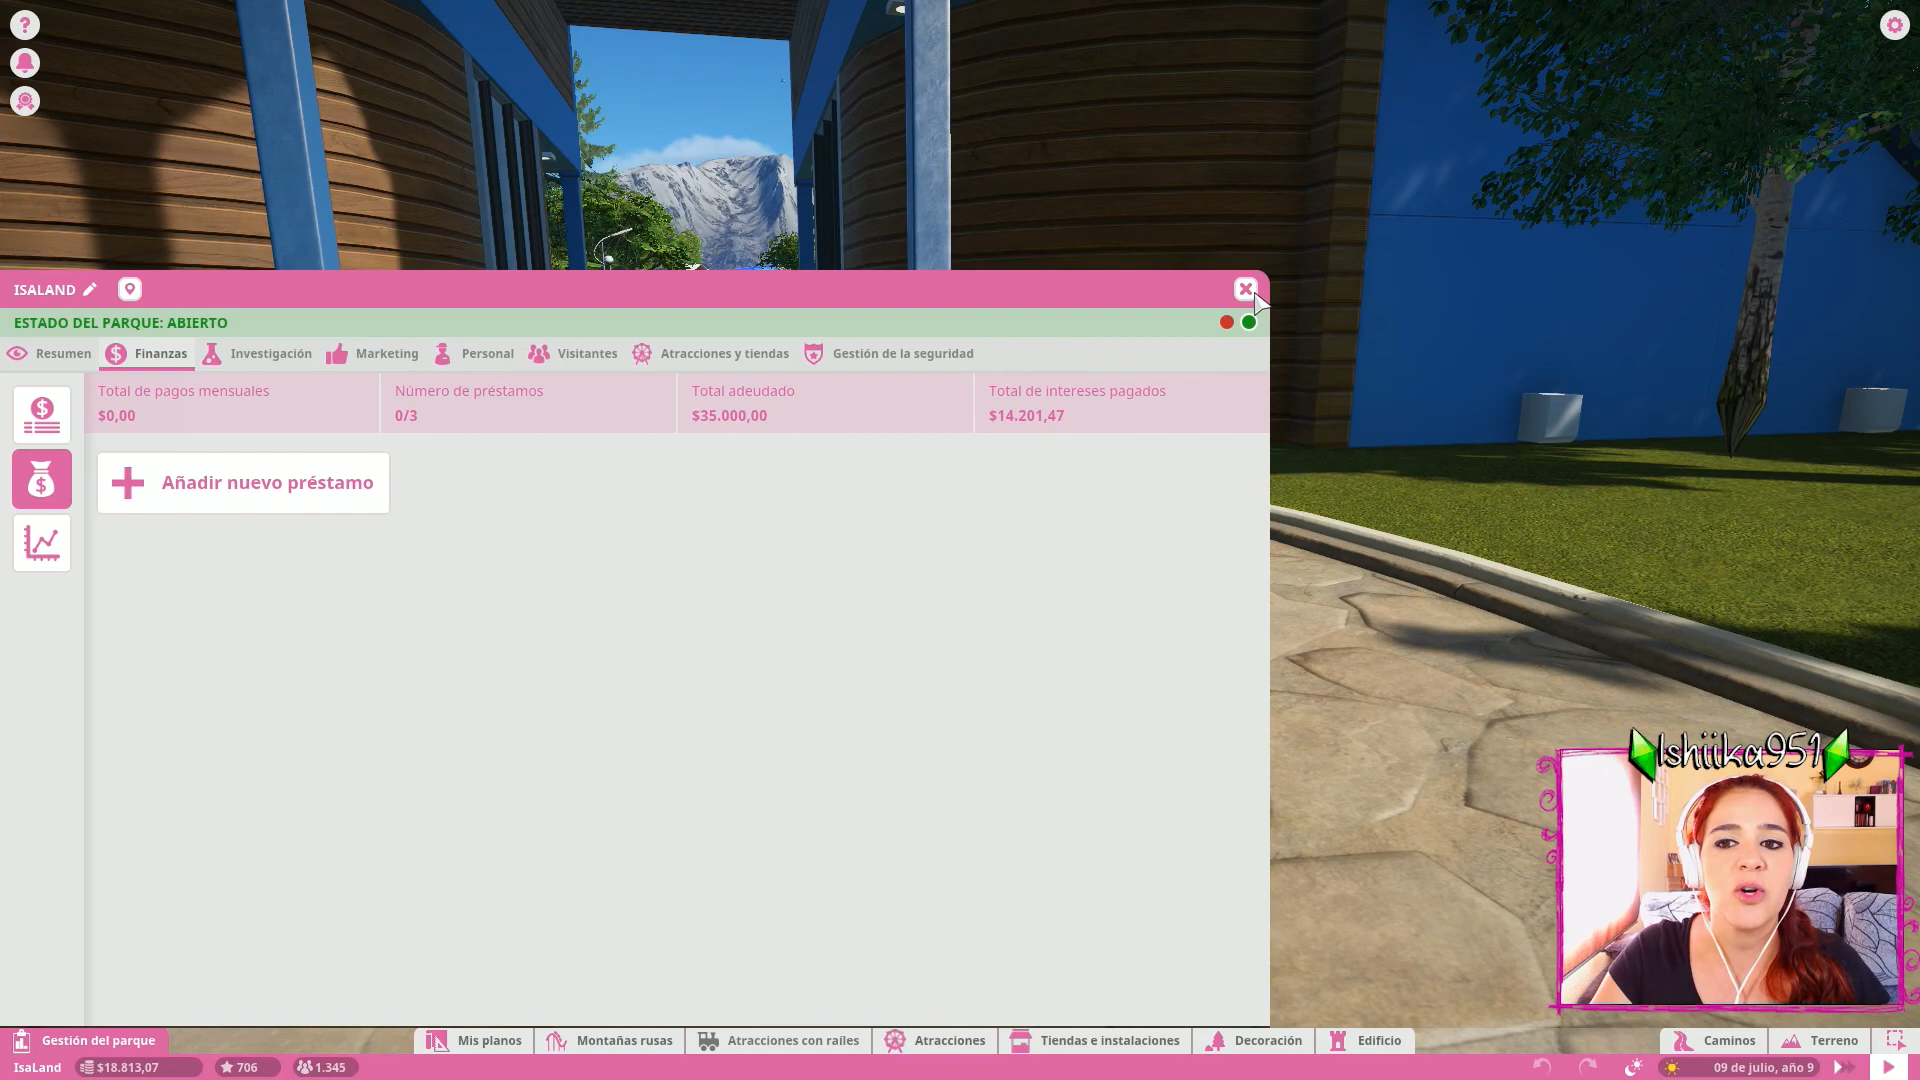 ISALAND
ESTADO DEL PARQUE: ABIERTO
Resumen
Finanzas
Investigación
Marketing
Personal
Visitantes
Atracciones y tiendas
Gestión de la seguridad
Total de pagos mensuales
$0,00
Número de préstamos
0/3
Total adeudado
$35.000,00
Total de intereses pagados
$14.201,47
Añadir nuevo préstamo
Ishiika951
Gestión del parque
Mis planos
Montañas rusas
Atracciones con raíles
Atracciones
Tiendas e instalaciones
Decoración
Edificio
Caminos
Terreno
IsaLand
$18.813,07
706
1.345
09 de julio, año 9